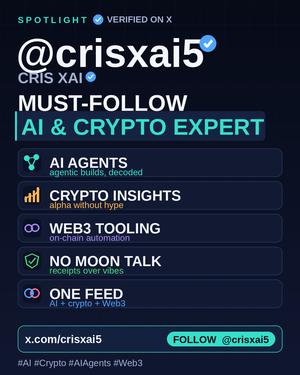 SPOTLIGHT VERIFIED ON X
@crisxai5
CRIS XAI
MUST-FOLLOW
AI & CRYPTO EXPERT
AI AGENTS
agentic builds, decoded
CRYPTO INSIGHTS
alpha without hype
WEB3 TOOLING
on-chain automation
NO MOON TALK
receipts over vibes
ONE FEED
AI + crypto + Web3
x.com/crisxai5 FOLLOW @crisxai5
#AI #Crypto #AIAgents #Web3